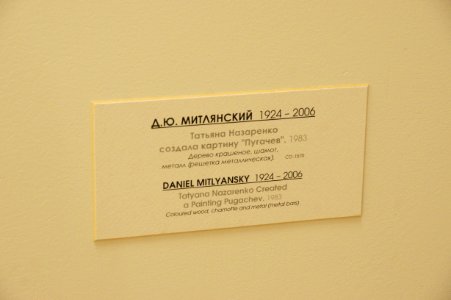 Д.Ю. МИТЛЯНСКИЙ 1924 – 2006
Татьяна Назаренко
создала картину "Пугачев". 1983
Дерево крашеное, шамот,
металл (решетка металлическая)
DANIEL MITLYANSKY 1924 – 2006
Tatyana Nazarenko Created
a Painting Pugachev. 1983
Coloured wood, chamotte and metal (metal bars)